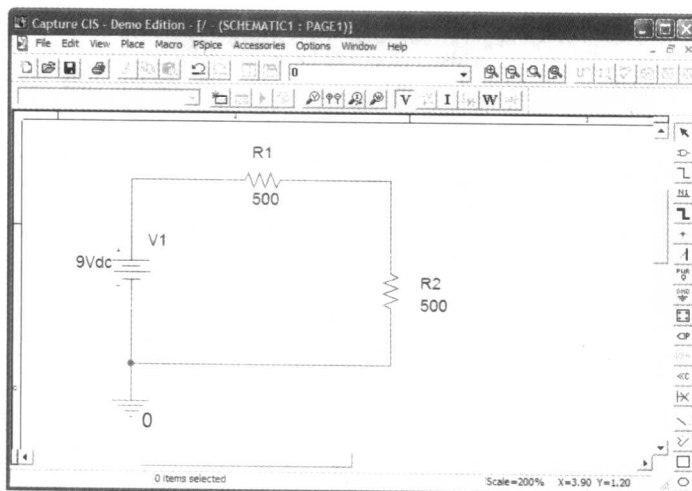 Capture CIS - Demo Edition - [/ - (SCHEMATIC1 : PAGE1)]
File Edit View Place Macro PSpice Accessories Options Window Help
0
V I W
R1
500
V1
9Vdc
R2
500
0
0 items selected
Scale=200% X=3.90 Y=1.20